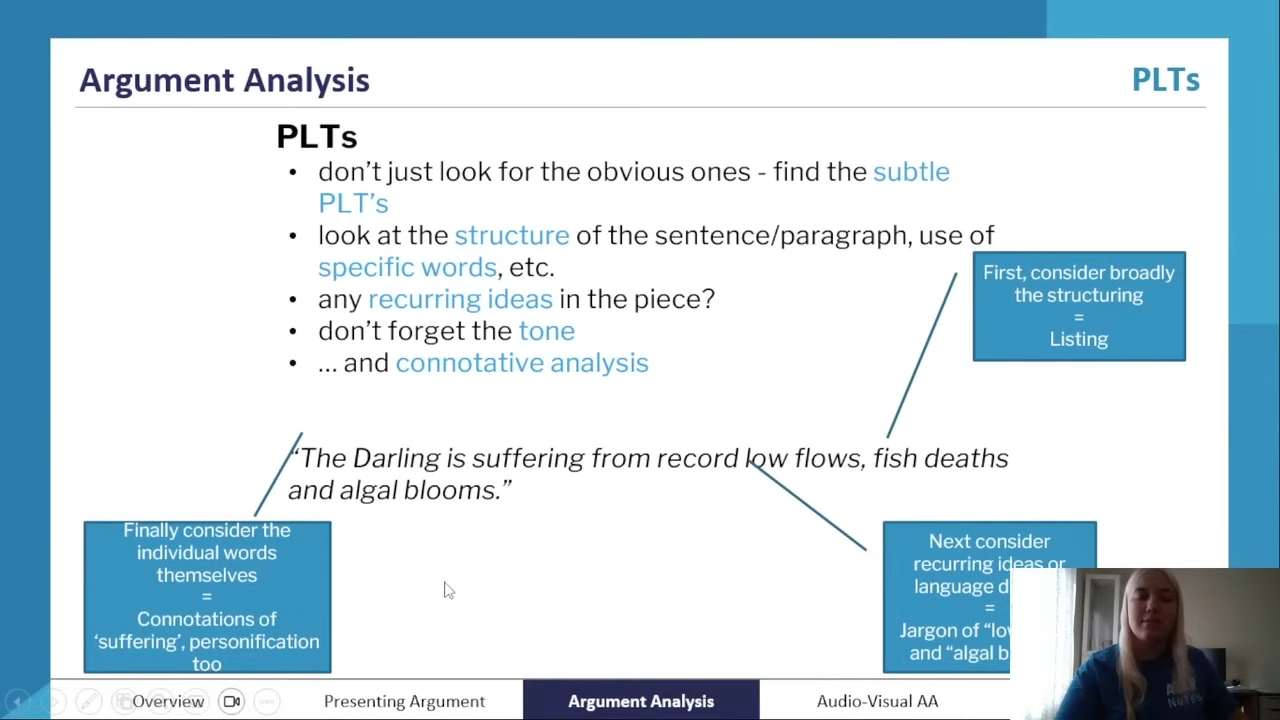 Argument Analysis
PLTs
PLTs
• don't just look for the obvious ones - find the subtle
PLT's
• look at the structure of the sentence/paragraph, use of
specific words, etc.
• any recurring ideas in the piece?
• don't forget the tone
• ... and connotative analysis
First, consider broadly
the structuring
=
Listing
"The Darling is suffering from record low flows, fish deaths
and algal blooms."
Finally consider the
individual words
themselves
=
Connotations of
'suffering', personification
too
Next consider
recurring ideas or
language
=
Jargon of
and "algal
NOTES
Overview
Presenting Argument
Argument Analysis
Audio-Visual AA